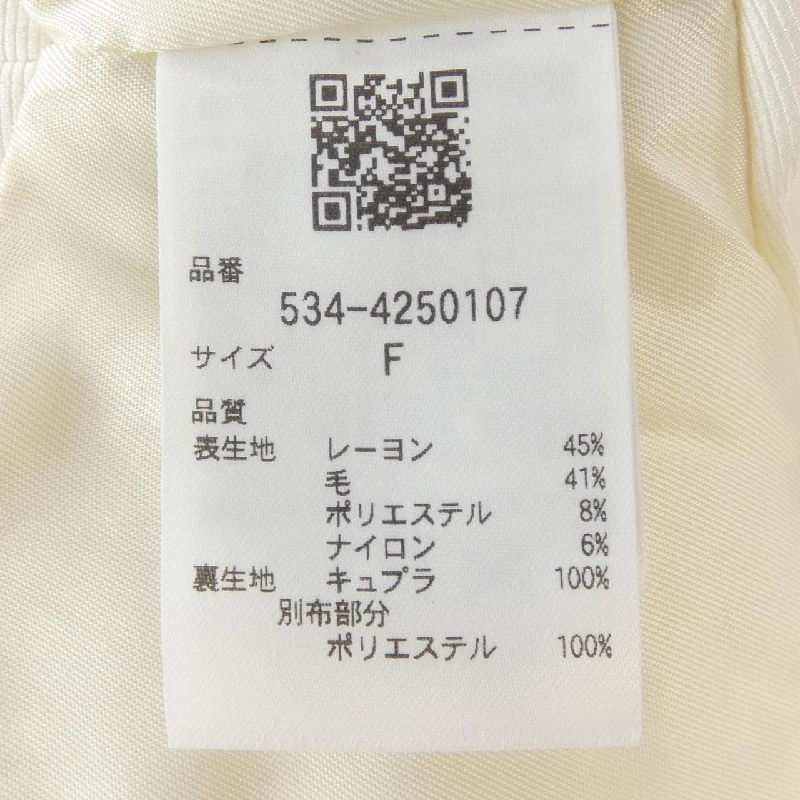 品番
534-4250107
サイズ F
品質
表生地 レーヨン 45%
毛 41%
ポリエステル 8%
ナイロン 6%
裏生地 キュプラ 100%
別布部分
ポリエステル 100%